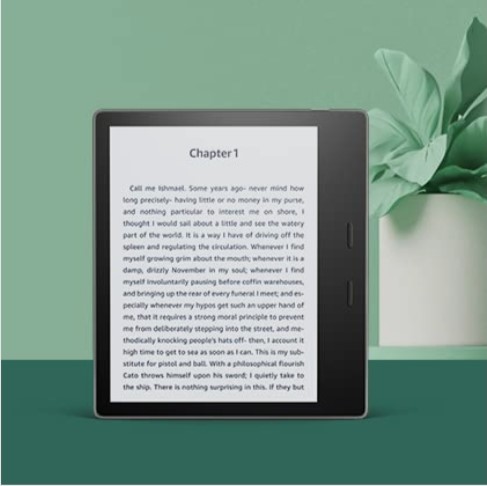 Chapter 1
Call me Ishmael. Some years ago- never mind how
long precisely- having little or no money in my purse,
and nothing particular to interest me on shore, I
thought I would sail about a little and see the watery
part of the world. It is a way I have of driving off the
spleen and regulating the circulation. Whenever I find
myself growing grim about the mouth; whenever it is a
damp, drizzly November in my soul; whenever I find
myself involuntarily pausing before coffin warehouses,
and bringing up the rear of every funeral I meet; and es-
pecially whenever my hypos get such an upper hand of
me, that it requires a strong moral principle to prevent
me from deliberately stepping into the street, and me-
thodically knocking people's hats off- then, I account it
high time to get to sea as soon as I can. This is my sub-
stitute for pistol and ball. With a philosophical flourish
Cato throws himself upon his sword; I quietly take to
the ship. There is nothing surprising in this. If they but